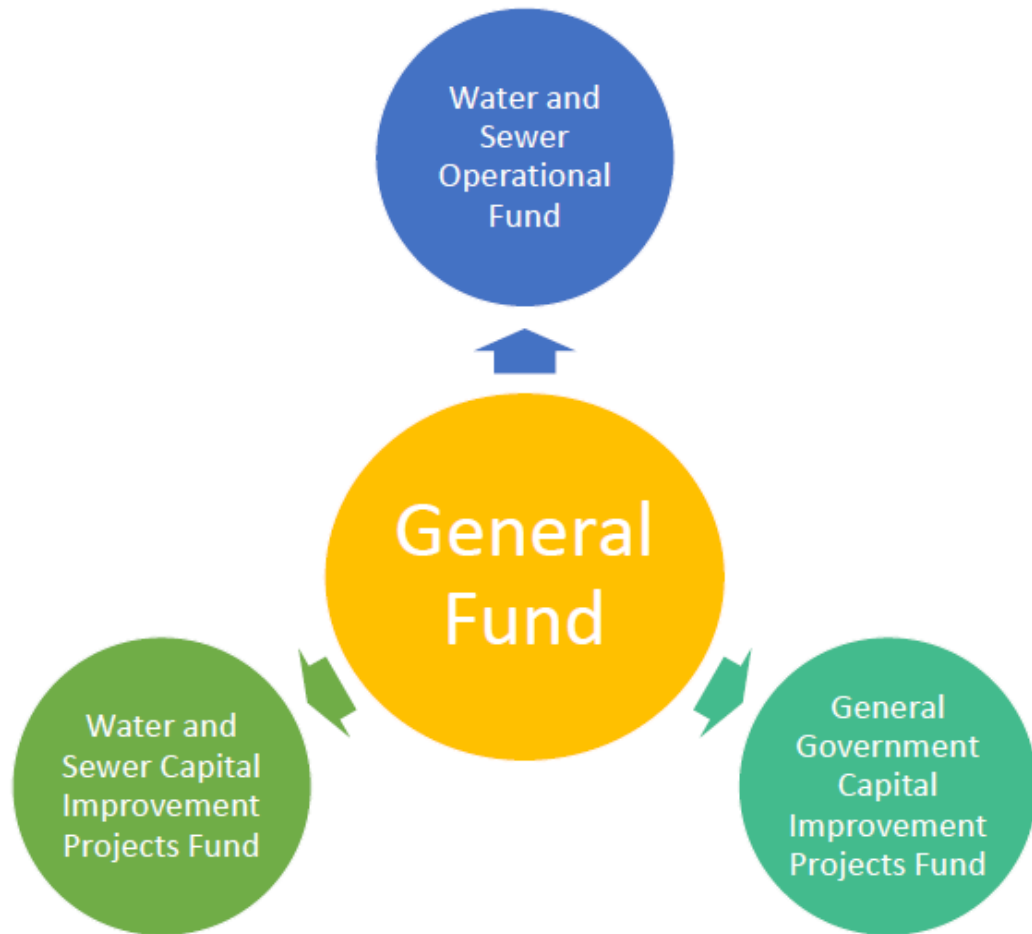 Water and
Sewer
Operational
Fund
General
Fund
Water and
Sewer Capital
Improvement
Projects Fund
General
Government
Capital
Improvement
Projects Fund